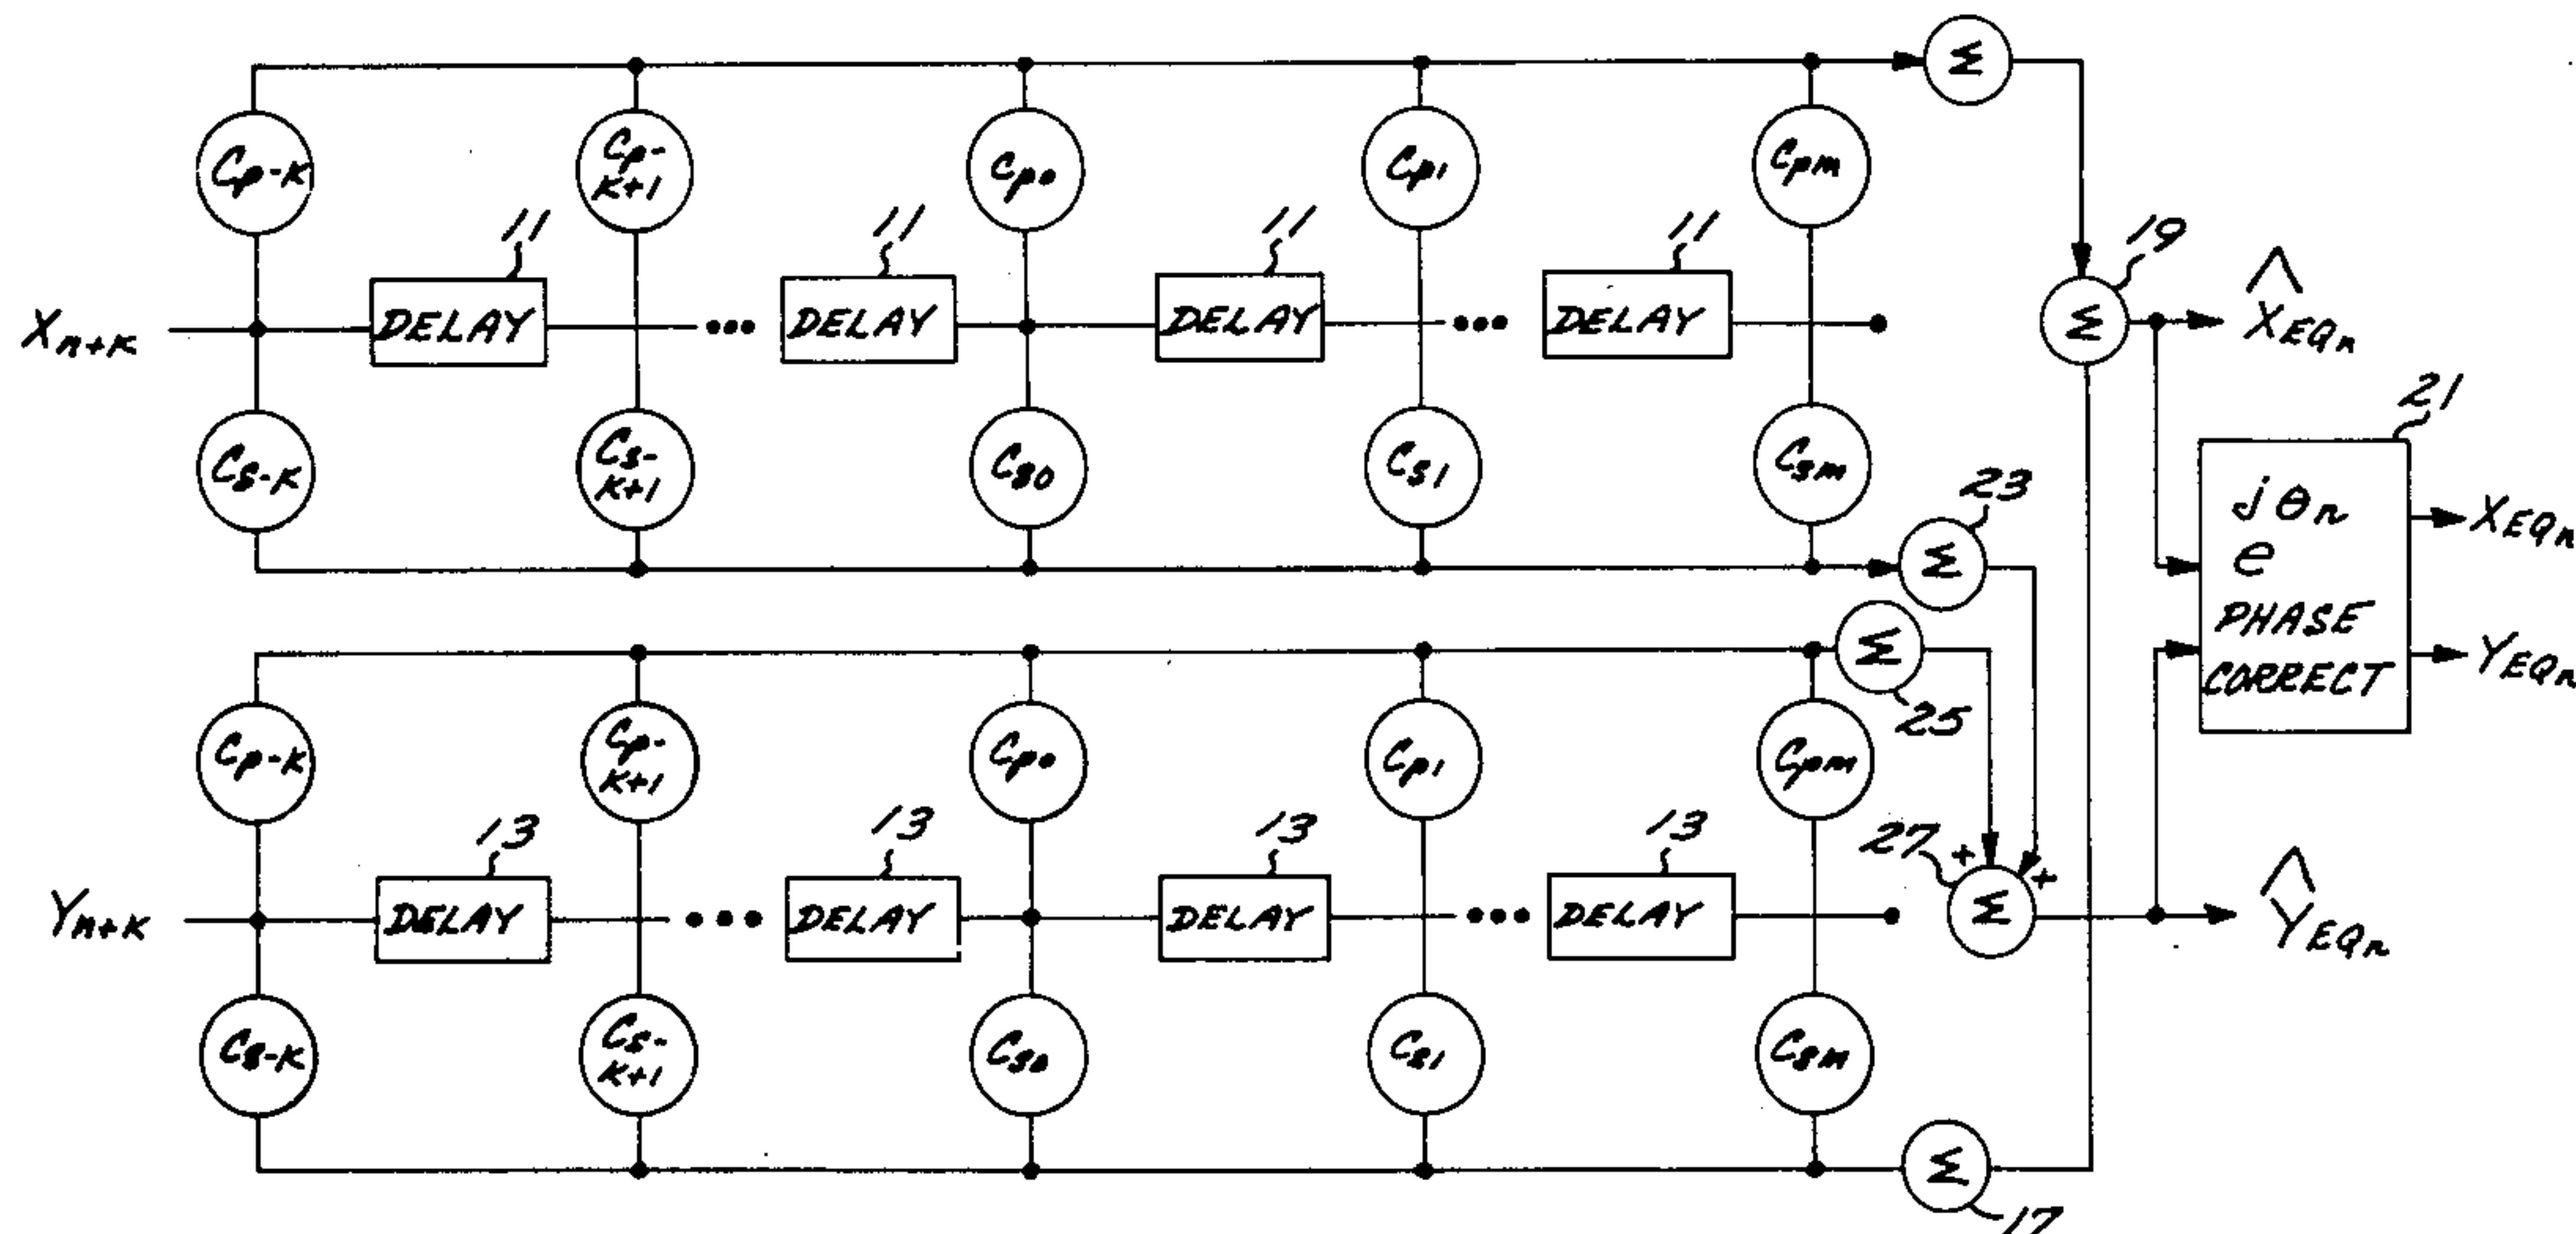 Σ
Cp-K
Cp-
K+1
Cp0
Cp1
Cpm
11
11
11
11
19
Xn+K
DELAY
...
DELAY
DELAY
...
DELAY
Σ
^
XEQn
Cs-K
Cs-
K+1
Cs0
Cs1
Csm
21
23
Σ
jθn
e
PHASE
CORRECT
XEQn
YEQn
Σ
25
Cp-K
Cp-
K+1
Cp0
Cp1
Cpm
13
13
13
13
27
+
+
Yn+K
DELAY
...
DELAY
DELAY
...
DELAY
Σ
^
YEQn
Cs-K
Cs-
K+1
Cs0
Cs1
Csm
Σ
17